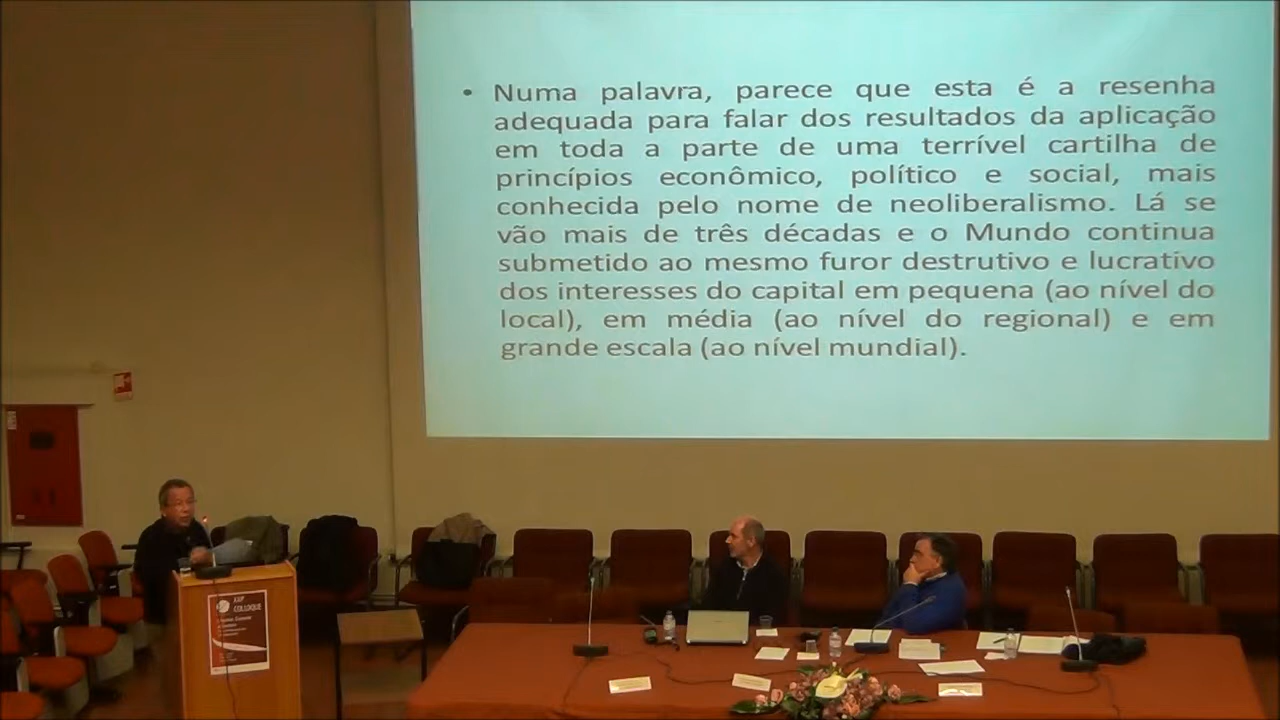 • Numa palavra, parece que esta é a resenha
adequada para falar dos resultados da aplicação
em toda a parte de uma terrível cartilha de
princípios econômico, político e social, mais
conhecida pelo nome de neoliberalismo. Lá se
vão mais de três décadas e o Mundo continua
submetido ao mesmo furor destrutivo e lucrativo
dos interesses do capital em pequena (ao nível do
local), em média (ao nível do regional) e em
grande escala (ao nível mundial).
COLLOQUE